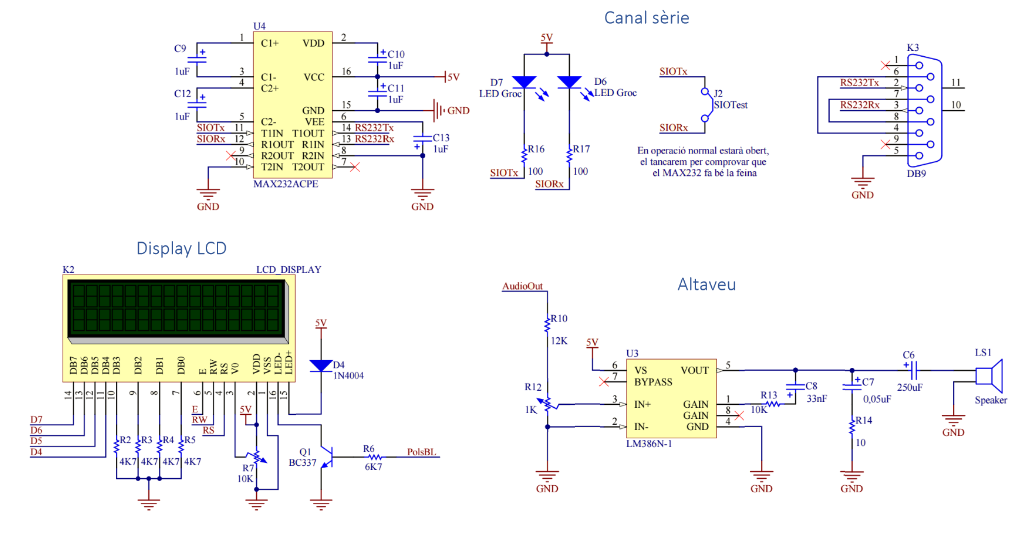 Canal sèrie
U4
C9
1uF
C12
1uF
1
3
4
5
11
12
9
10
C1+
C1-
C2+
C2-
T1IN
R1OUT
R2OUT
T2IN
VDD
VCC
GND
VEE
T1OUT
R1IN
R2IN
T2OUT
2
16
15
6
14
13
8
7
MAX232ACPE
SIOTx
SIORx
GND
C10
1uF
5V
C11
1uF
GND
C13
1uF
RS232Tx
RS232Rx
GND
5V
D7
LED Groc
D6
LED Groc
R16
100
R17
100
SIOTx
SIORx
SIOTx
J2
SIOTest
SIORx
En operació normal estarà obert,
el tancarem per comprovar que
el MAX232 fa bé la feina
K3
1
6
2
7
3
8
4
9
5
11
10
RS232Tx
RS232Rx
DB9
GND
Display LCD
K2
LCD_DISPLAY
DB7
DB6
DB5
DB4
DB3
DB2
DB1
DB0
E
RW
RS
V0
VDD
VSS
LED-
LED+
14
13
12
11
10
9
8
7
6
5
4
3
2
1
16
15
D7
D6
D5
D4
R2
4K7
R3
4K7
R4
4K7
R5
4K7
E
RW
RS
5V
R7
10K
5V
D4
1N4004
Q1
BC337
R6
6K7
PolsBL
Altaveu
AudioOut
R10
12K
R12
1K
GND
5V
U3
6
7
3
2
VS
BYPASS
IN+
IN-
VOUT
GAIN
GAIN
GND
5
1
8
4
LM386N-1
R13
10K
C8
33nF
C7
0,05uF
R14
10
C6
250uF
LS1
Speaker
GND
GND
GND
GND
GND
GND